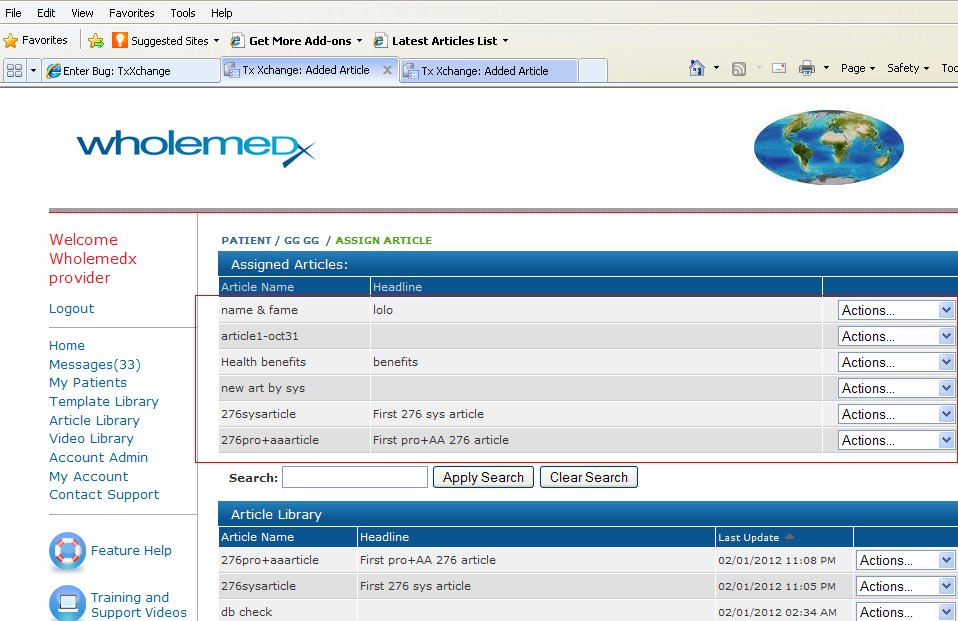 File Edit View Favorites Tools Help
Favorites Suggested Sites Get More Add-ons Latest Articles List
Enter Bug: TxXchange Tx Xchange: Added Article Tx Xchange: Added Article Page Safety Too
wholemedx
Welcome
Wholemedx
provider
Logout
Home
Messages(33)
My Patients
Template Library
Article Library
Video Library
Account Admin
My Account
Contact Support
Feature Help
Training and
Support Videos
PATIENT / GG GG / ASSIGN ARTICLE
Assigned Articles:
Article Name Headline
name & fame lolo Actions...
article1-oct31 Actions...
Health benefits benefits Actions...
new art by sys Actions...
276sysarticle First 276 sys article Actions...
276pro+aaarticle First pro+AA 276 article Actions...
Search: Apply Search Clear Search
Article Library
Article Name Headline Last Update
276pro+aaarticle First pro+AA 276 article 02/01/2012 11:08 PM Actions...
276sysarticle First 276 sys article 02/01/2012 11:05 PM Actions...
db check 02/01/2012 02:34 AM Actions...